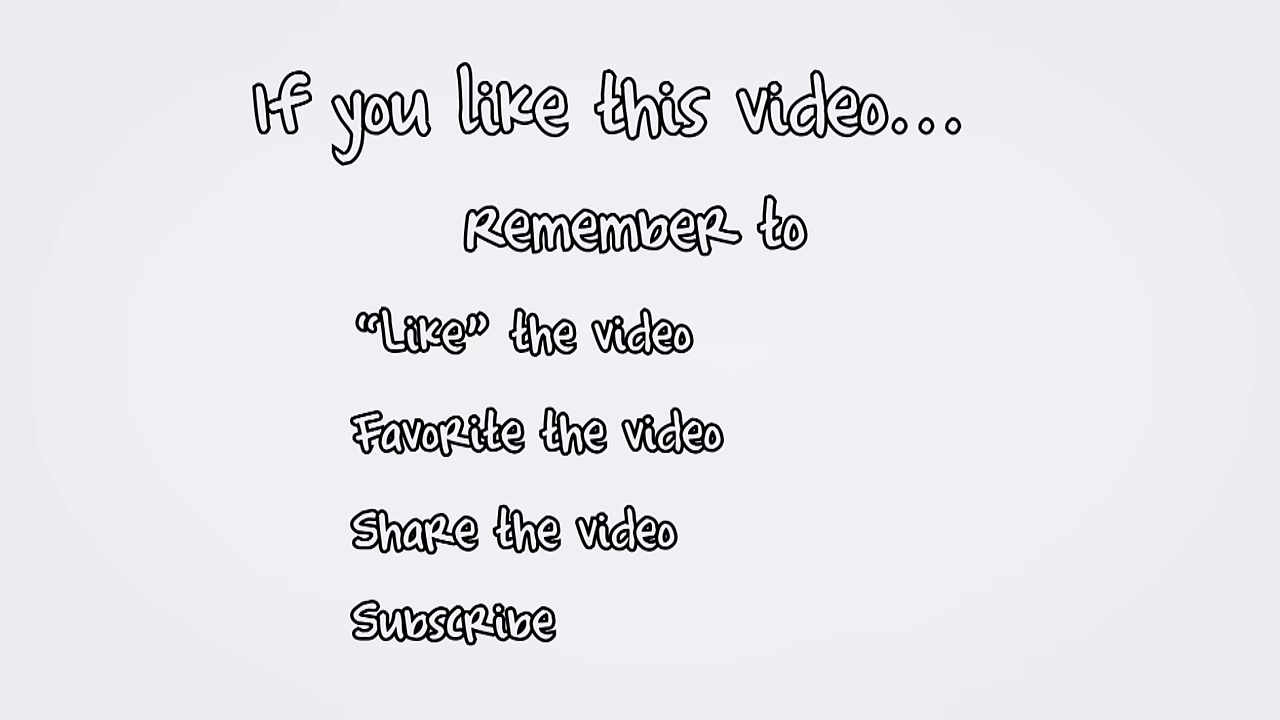 If you like this video...
Remember to
“Like” the video
Favorite the video
Share the video
Subscribe